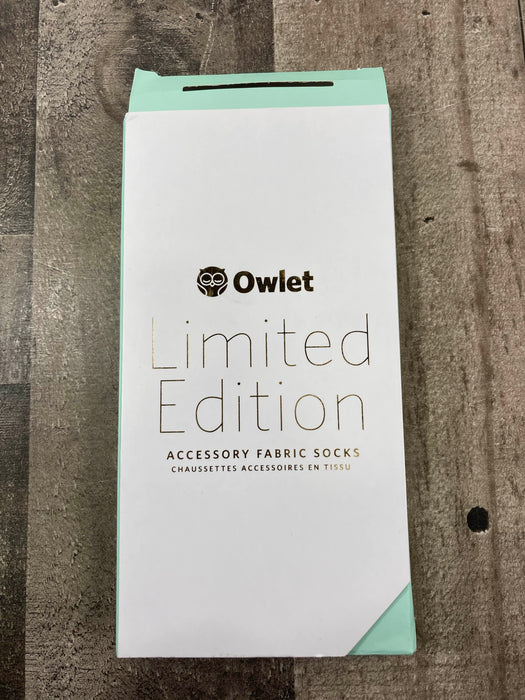 Owlet
Limited
Edition
ACCESSORY FABRIC SOCKS
CHAUSSETTES ACCESSOIRES EN TISSU